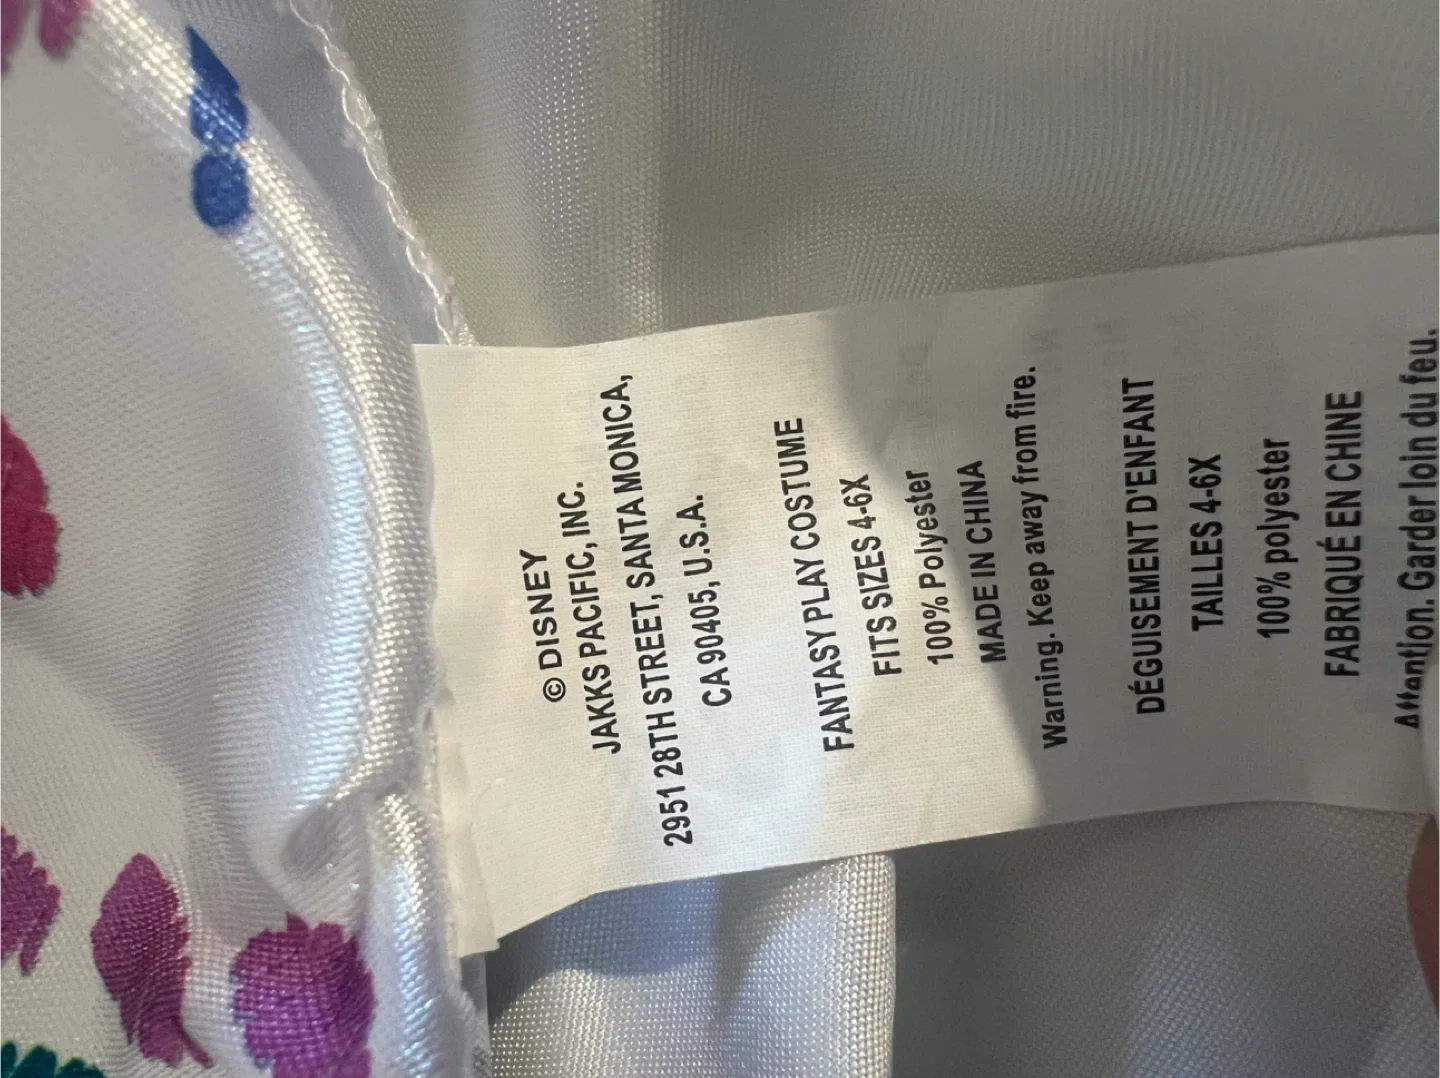 © DISNEY
JAKKS PACIFIC, INC.
2951 28TH STREET, SANTA MONICA,
CA 90405, U.S.A.
FANTASY PLAY COSTUME
FITS SIZES 4-6X
100% Polyester
MADE IN CHINA
Warning. Keep away from fire.
DÉGUISEMENT D'ENFANT
TAILLES 4-6X
100% polyester
FABRIQUÉ EN CHINE
Attention. Garder loin du feu.